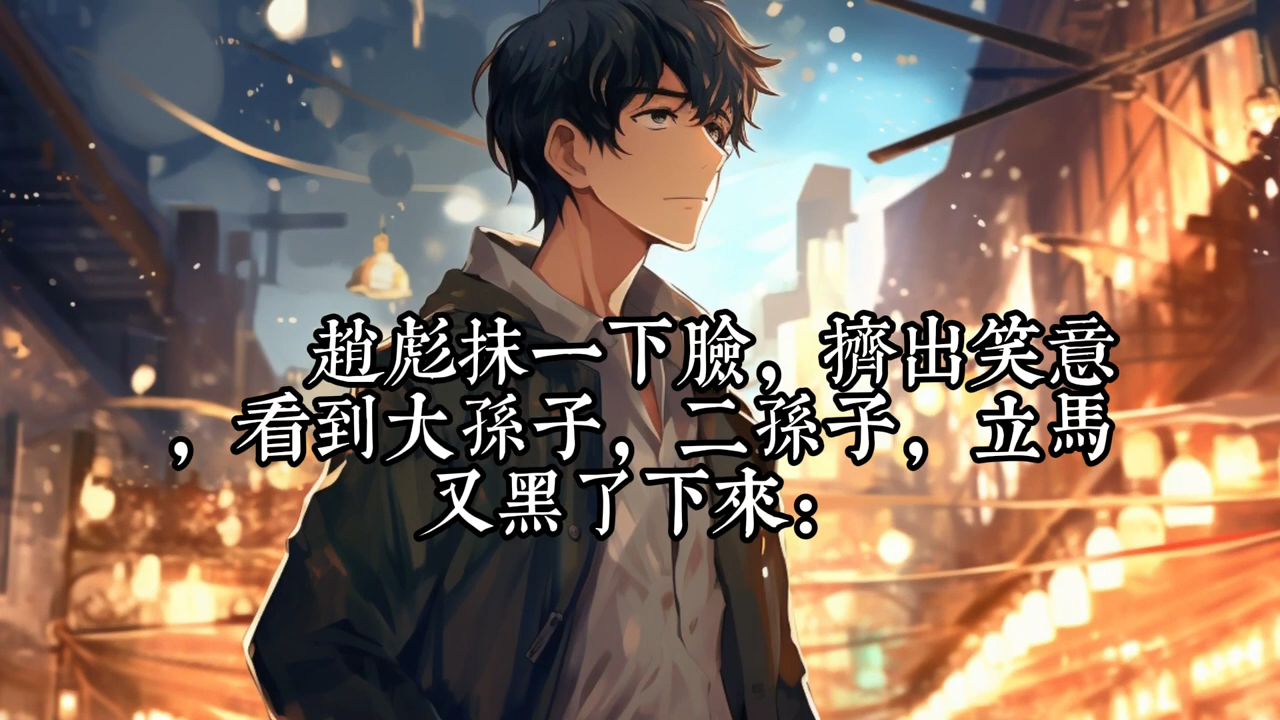 趙彪抹一下臉，擠出笑意
，看到大孫子，二孫子，立馬
又黑了下來：